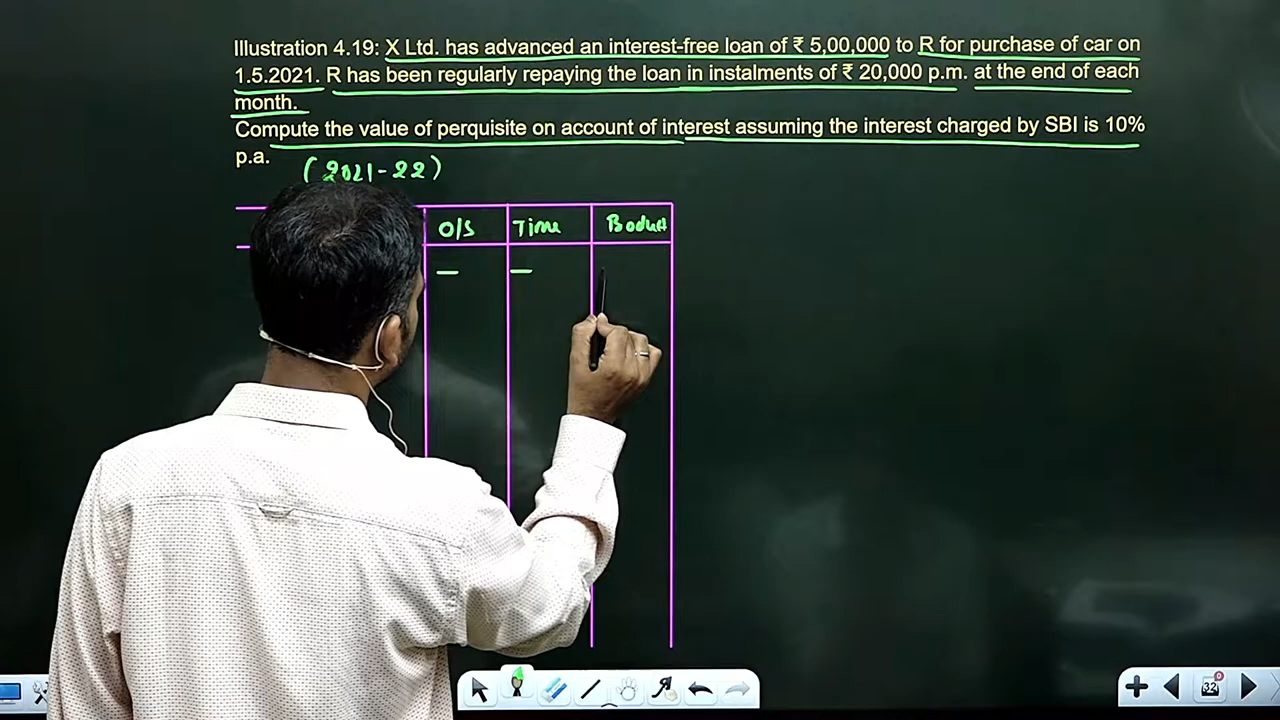 Illustration 4.19: X Ltd. has advanced an interest-free loan of ₹ 5,00,000 to R for purchase of car on
1.5.2021. R has been regularly repaying the loan in instalments of ₹ 20,000 p.m. at the end of each
month.
Compute the value of perquisite on account of interest assuming the interest charged by SBI is 10%
p.a. (2021-22)
O/S Time Product
32